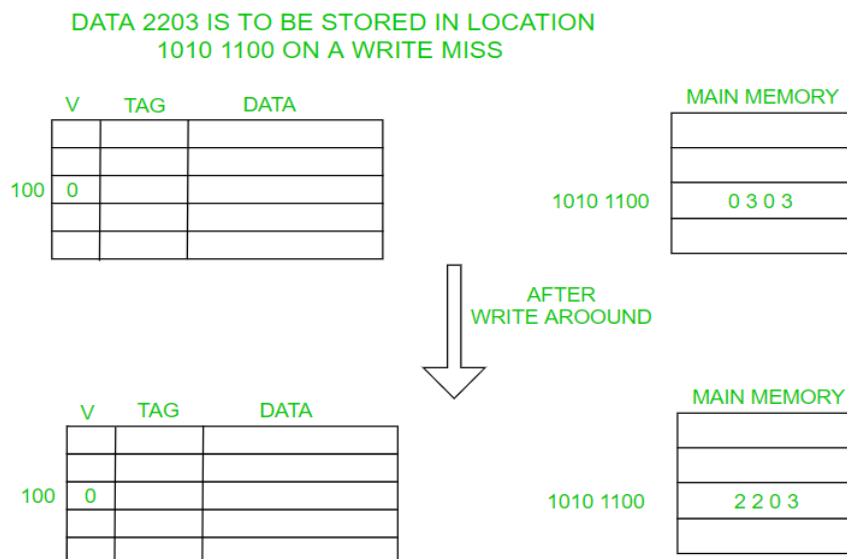 DATA 2203 IS TO BE STORED IN LOCATION
1010 1100 ON A WRITE MISS
V TAG DATA
MAIN MEMORY
100 0
1010 1100 0 3 0 3
AFTER
WRITE AROOUND
V TAG DATA
MAIN MEMORY
100 0
1010 1100 2 2 0 3